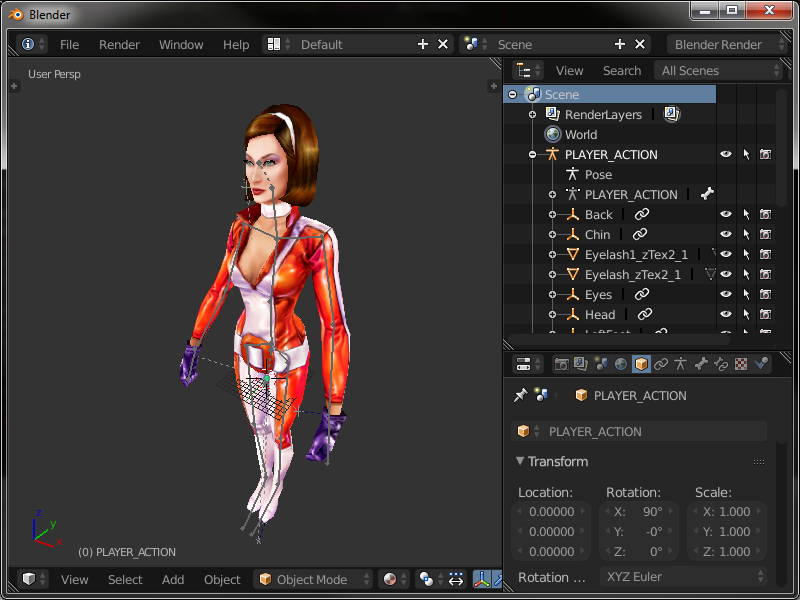 Blender
File Render Window Help Default Scene Blender Render
User Persp
View Search All Scenes
Scene
RenderLayers
World
PLAYER_ACTION
Pose
PLAYER_ACTION
Back
Chin
Eyelash1_zTex2_1
Eyelash_zTex2_1
Eyes
Head
LeftFoot
PLAYER_ACTION
PLAYER_ACTION
Transform
Location: Rotation: Scale:
0.00000 X: 90° X: 1.000
0.00000 Y: -0° Y: 1.000
0.00000 Z: 0° Z: 1.000
Rotation ... XYZ Euler
z
y
x
(0) PLAYER_ACTION
View Select Add Object Object Mode